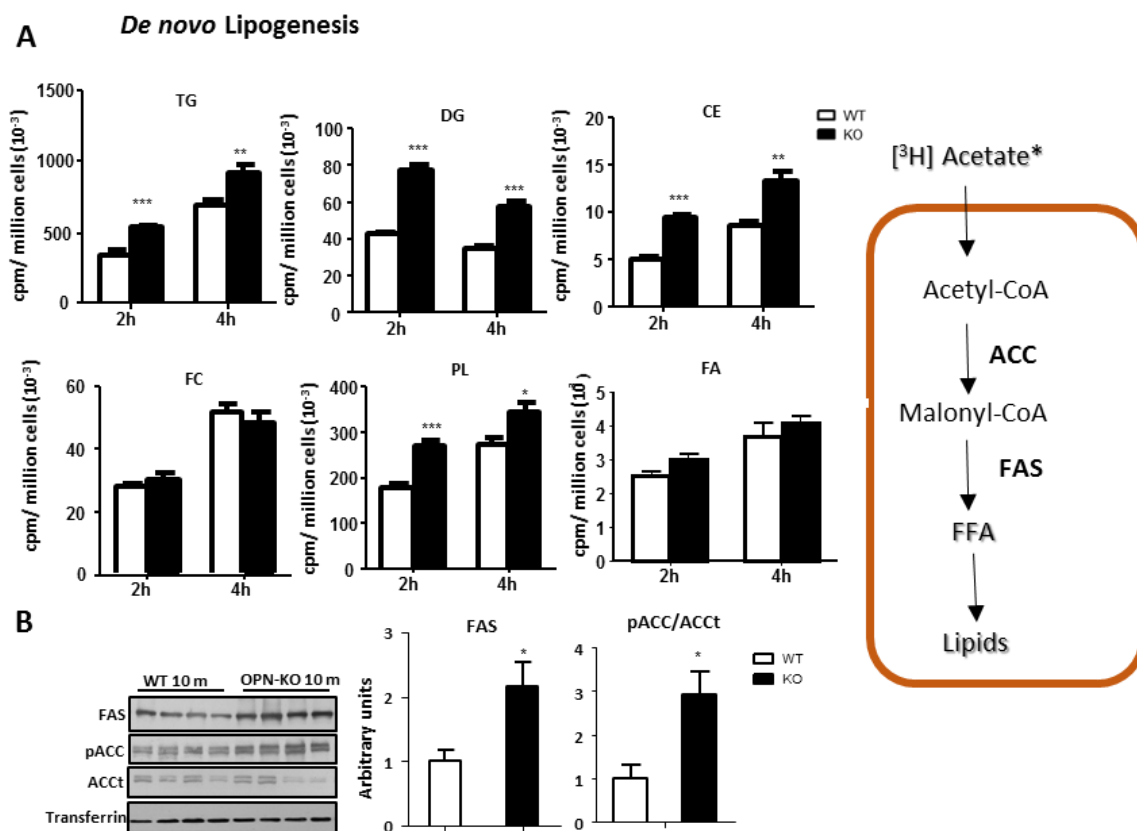 A
De novo Lipogenesis
TG
cpm/ million cells (10⁻³)
1500
1000
500
0
***
**
2h
4h
DG
cpm/ million cells (10⁻³)
100
80
60
40
20
0
***
***
2h
4h
CE
cpm/ million cells (10⁻³)
20
15
10
5
0
***
**
2h
4h
WT
KO
FC
cpm/ million cells (10⁻³)
60
40
20
0
2h
4h
PL
cpm/ million cells (10⁻³)
400
300
200
100
0
***
*
2h
4h
FA
cpm/ million cells (10
5
4
3
2
1
0
2h
4h
[³H] Acetate*
Acetyl-CoA
ACC
Malonyl-CoA
FAS
FFA
Lipids
B
WT 10 m
OPN-KO 10 m
FAS
pACC
ACCt
Transferrin
FAS
Arbitrary units
3
2
1
0
*
pACC/ACCt
4
3
2
1
0
*
WT
KO